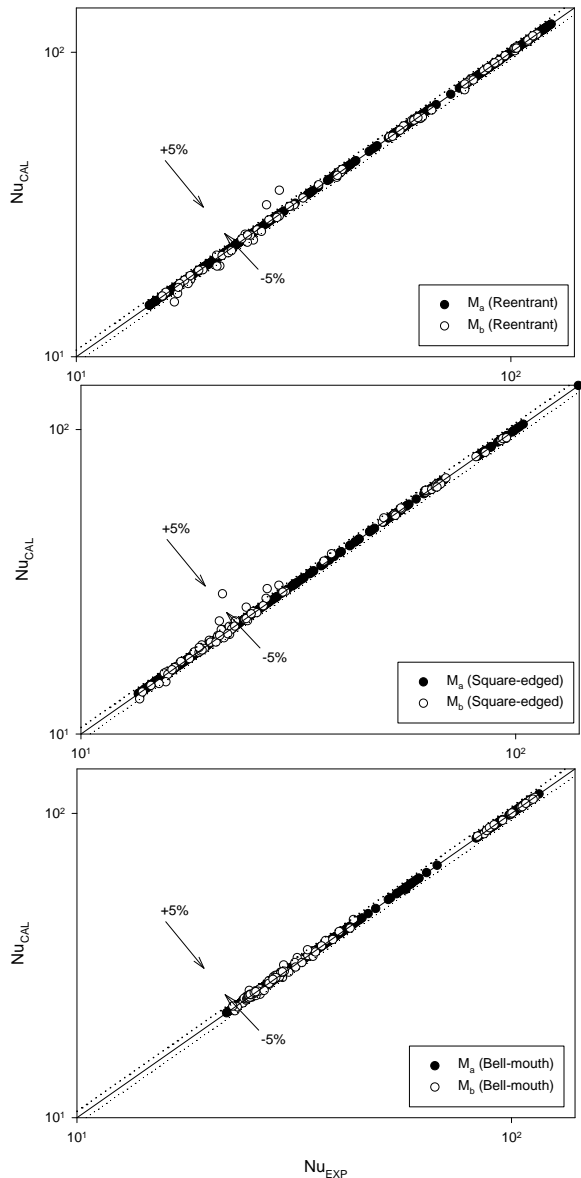 10²
Nu_CAL
+5%
-5%
M_a (Reentrant)
M_b (Reentrant)
10¹
10¹
10²
10²
Nu_CAL
+5%
-5%
M_a (Square-edged)
M_b (Square-edged)
10¹
10¹
10²
10²
Nu_CAL
+5%
-5%
M_a (Bell-mouth)
M_b (Bell-mouth)
10¹
10¹
10²
Nu_EXP